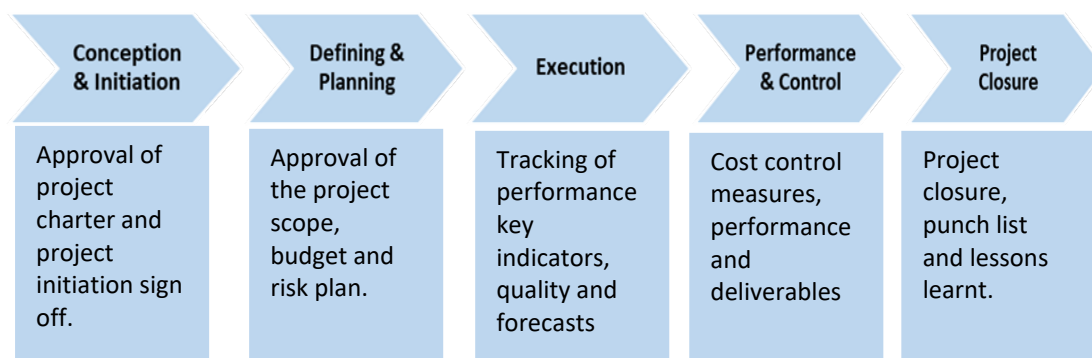 Conception
& Initiation
Defining &
Planning
Execution
Performance
& Control
Project
Closure
Approval of
project
charter and
project
initiation sign
off.
Approval of
the project
scope,
budget and
risk plan.
Tracking of
performance
key
indicators,
quality and
forecasts
Cost control
measures,
performance
and
deliverables
Project
closure,
punch list
and lessons
learnt.